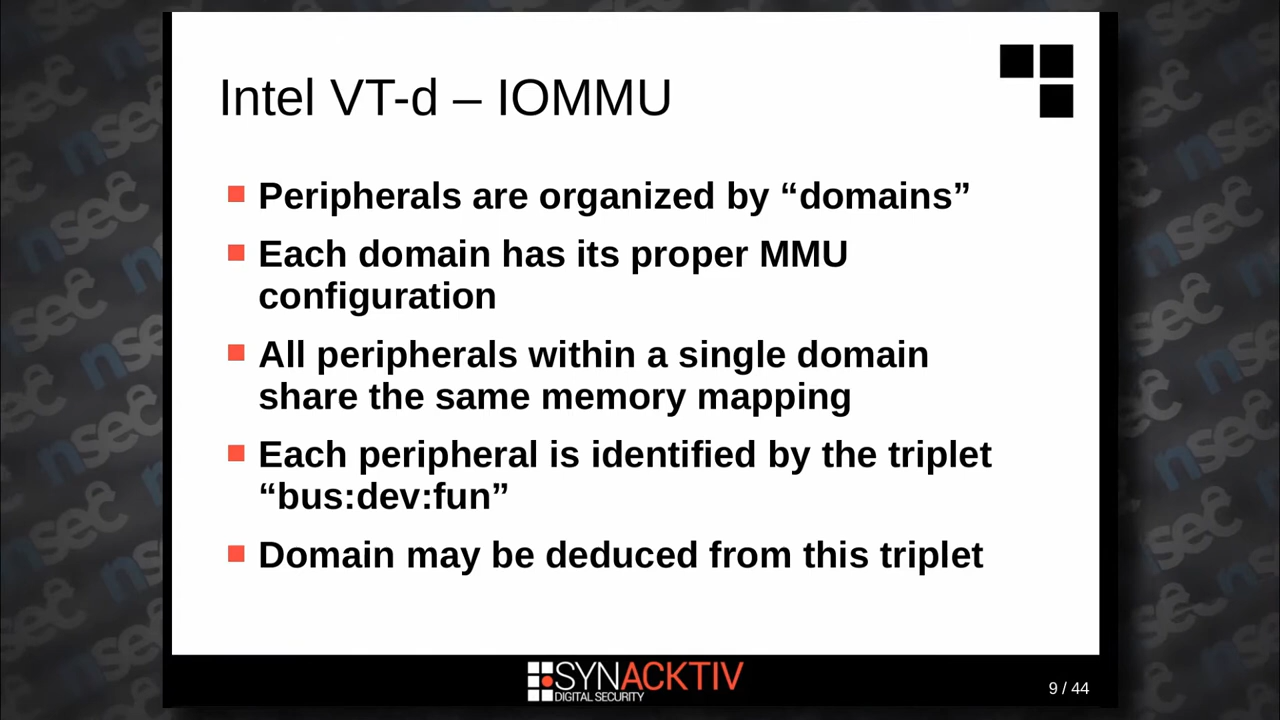 Intel VT-d – IOMMU
Peripherals are organized by “domains”
Each domain has its proper MMU
configuration
All peripherals within a single domain
share the same memory mapping
Each peripheral is identified by the triplet
“bus:dev:fun”
Domain may be deduced from this triplet
SYNACKTIV
DIGITAL SECURITY
9 / 44
nsec